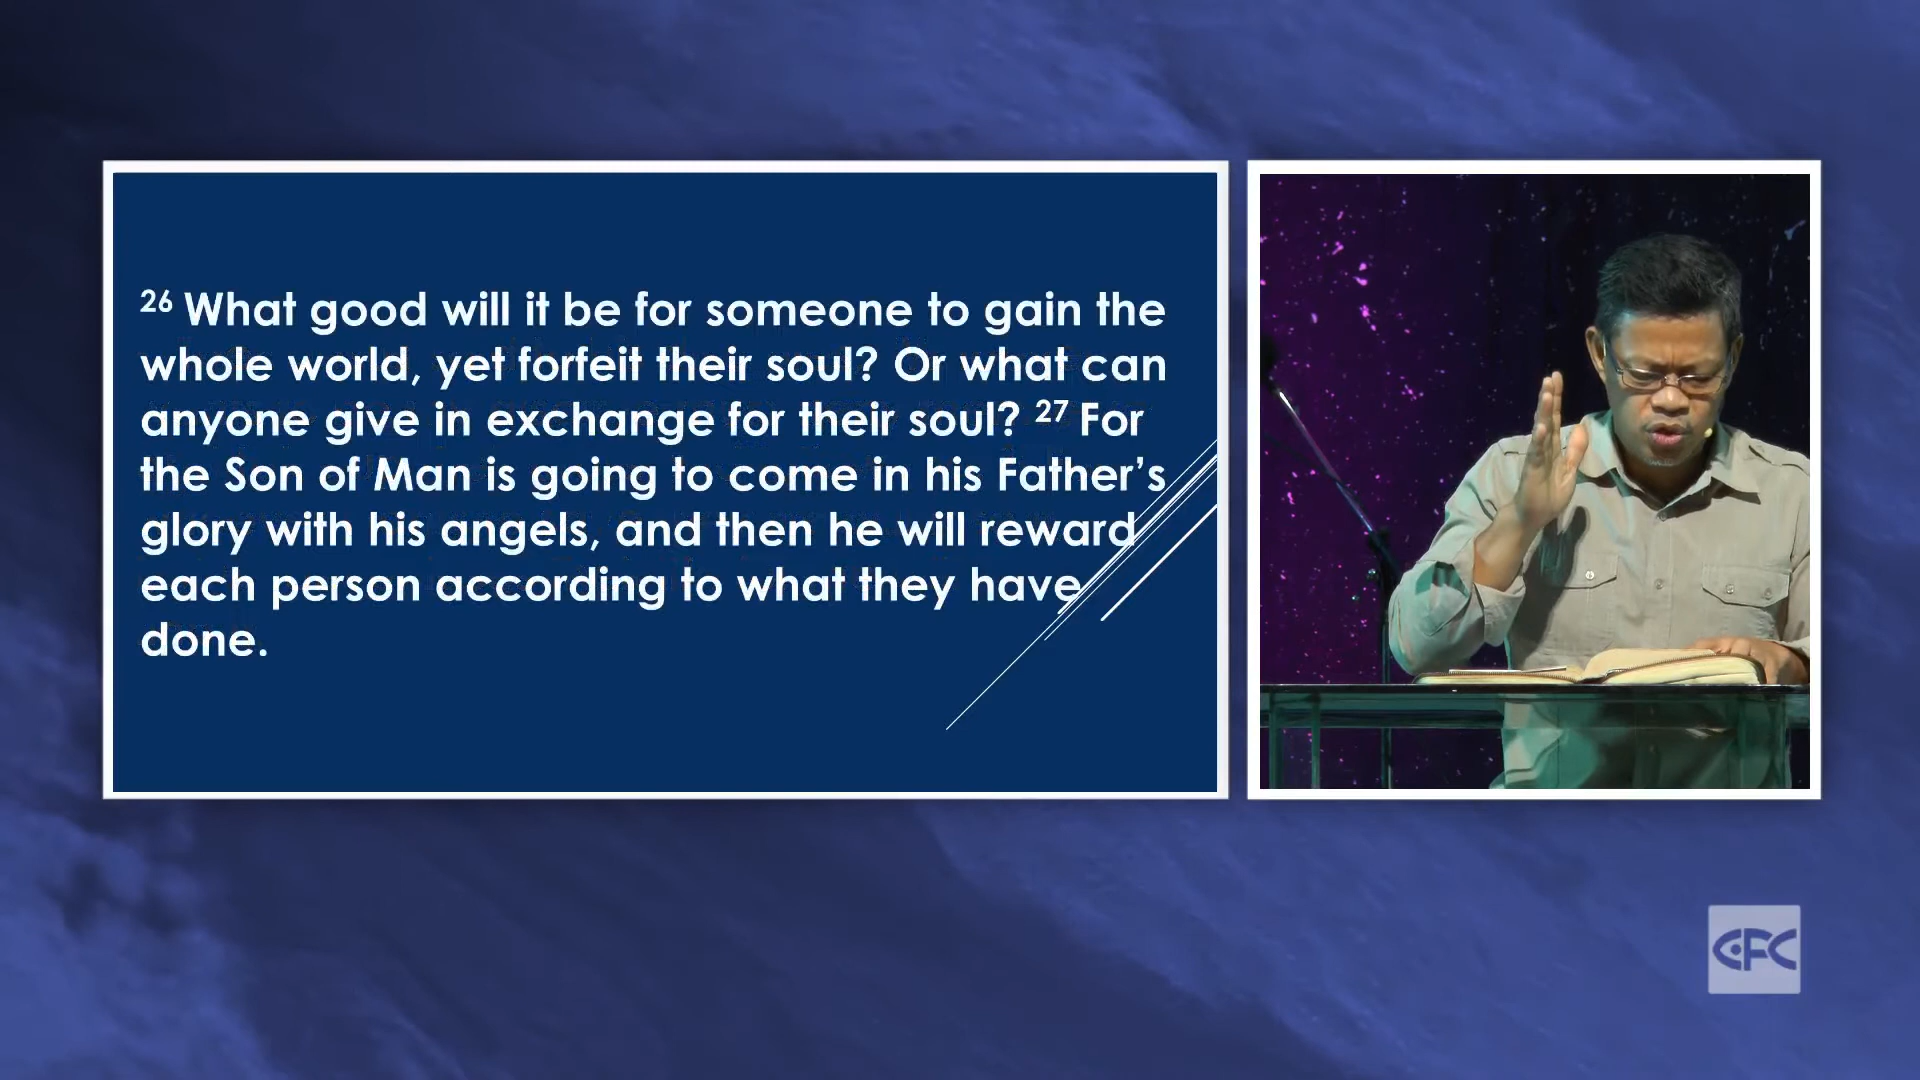 26 What good will it be for someone to gain the
whole world, yet forfeit their soul? Or what can
anyone give in exchange for their soul? 27 For
the Son of Man is going to come in his Father’s
glory with his angels, and then he will reward
each person according to what they have
done.
CFC